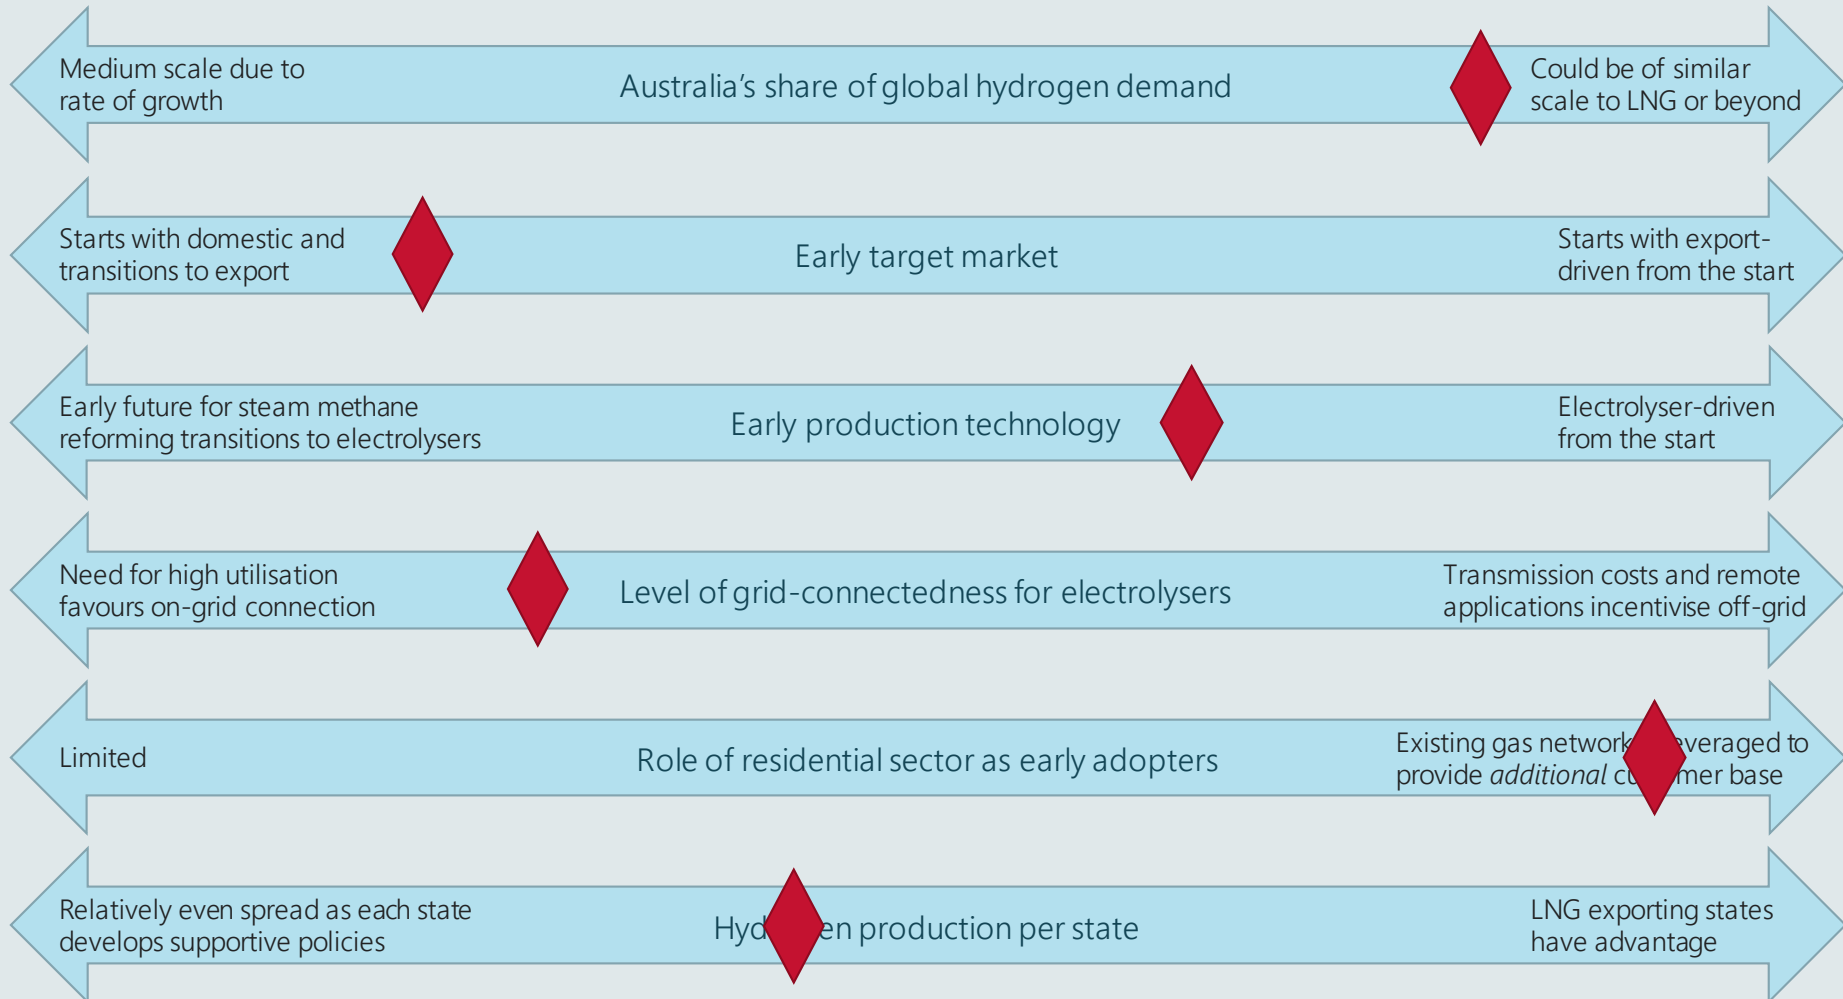 Medium scale due to
rate of growth
Australia's share of global hydrogen demand
Could be of similar
scale to LNG or beyond
Starts with domestic and
transitions to export
Early target market
Starts with export-
driven from the start
Early future for steam methane
reforming transitions to electrolysers
Early production technology
Electrolyser-driven
from the start
Need for high utilisation
favours on-grid connection
Level of grid-connectedness for electrolysers
Transmission costs and remote
applications incentivise off-grid
Limited
Role of residential sector as early adopters
Existing gas to
provide additional base
Relatively even spread as each state
develops supportive policies
production per state
LNG exporting states
have advantage